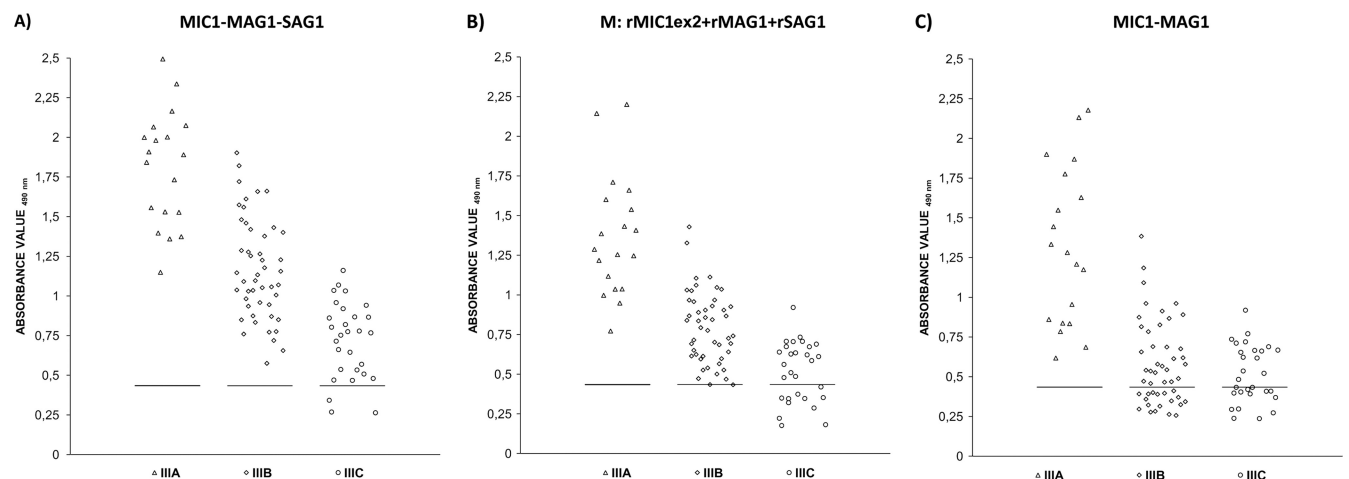 A)
MIC1-MAG1-SAG1
2,5
2,25
2
1,75
1,5
1,25
1
0,75
0,5
0,25
0
ABSORBANCE VALUE 490 nm
IIIA
IIIB
IIIC
B)
M: rMIC1ex2+rMAG1+rSAG1
2,5
2,25
2
1,75
1,5
1,25
1
0,75
0,5
0,25
0
ABSORBANCE VALUE 490 nm
IIIA
IIIB
IIIC
C)
MIC1-MAG1
2,5
2,25
2
1,75
1,5
1,25
1
0,75
0,5
0,25
0
ABSORBANCE VALUE 490 nm
IIIA
IIIB
IIIC